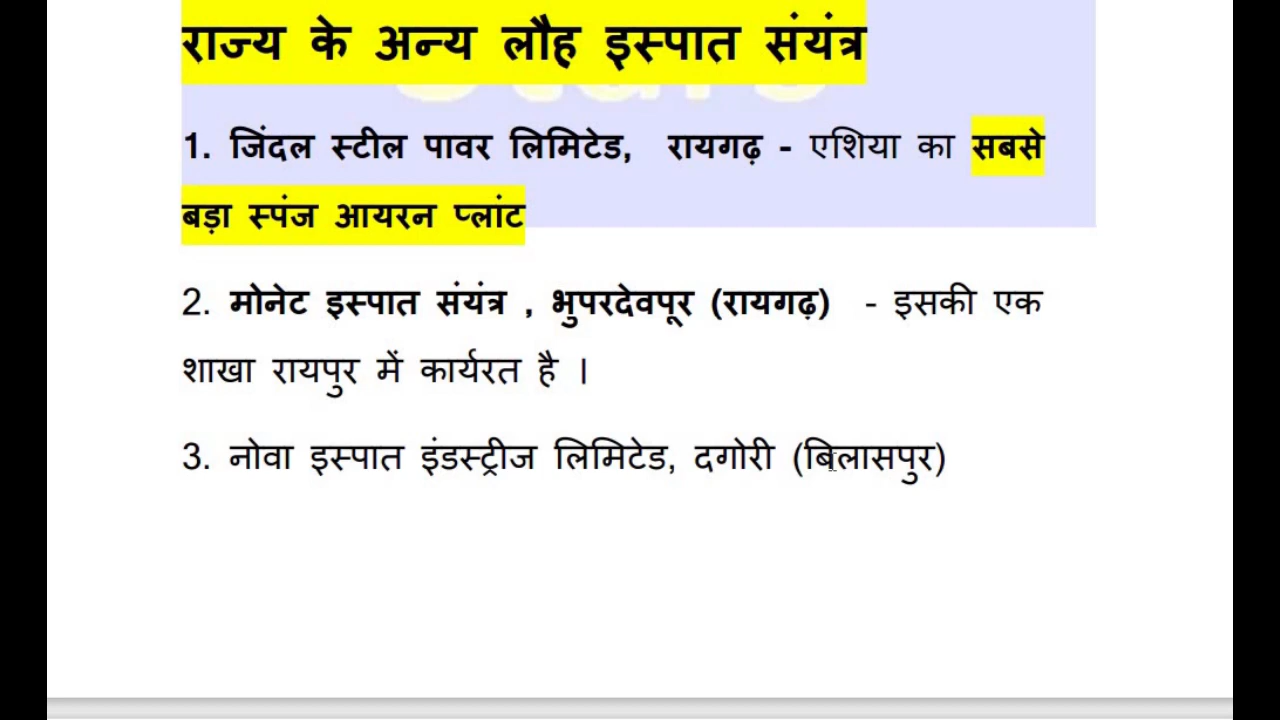 राज्य के अन्य लौह इस्पात संयंत्र
1. जिंदल स्टील पावर लिमिटेड, रायगढ़ - एशिया का सबसे
बड़ा स्पंज आयरन प्लांट
2. मोनेट इस्पात संयंत्र , भुपरदेवपूर (रायगढ़) - इसकी एक
शाखा रायपुर में कार्यरत है ।
3. नोवा इस्पात इंडस्ट्रीज लिमिटेड, दगोरी (बिलासपुर)